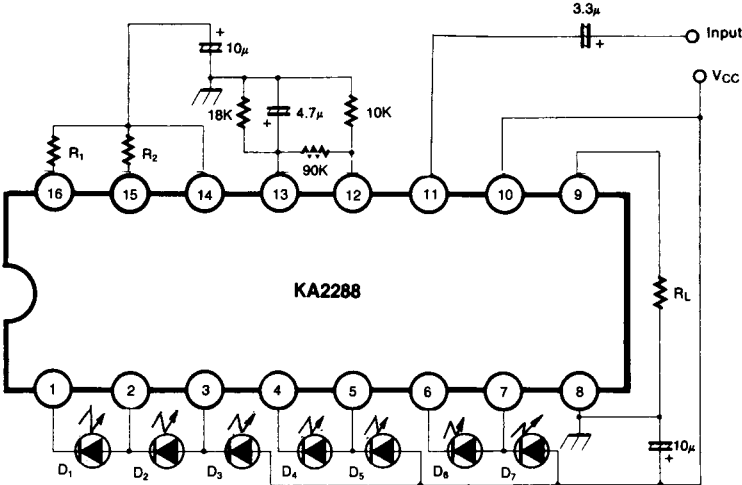 3.3μ
+
Input
+
10μ
VCC
18K
+
4.7μ
10K
R1
R2
90K
16
15
14
13
12
11
10
9
KA2288
RL
1
2
3
4
5
6
7
8
D1
D2
D3
D4
D5
D6
D7
10μ
+